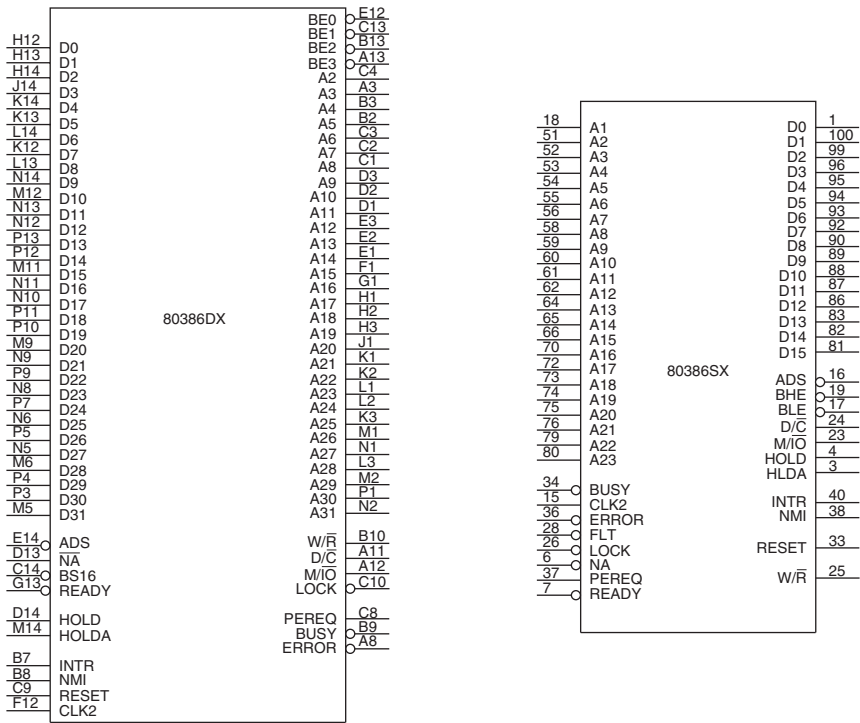 H12 D0
H13 D1
H14 D2
J14 D3
K14 D4
K13 D5
L14 D6
K12 D7
L13 D8
N14 D9
M12 D10
N13 D11
N12 D12
P13 D13
P12 D14
M11 D15
N11 D16
N10 D17
P11 D18
P10 D19
M9 D20
N9 D21
P9 D22
N8 D23
P7 D24
N6 D25
P5 D26
N5 D27
M6 D28
P4 D29
P3 D30
M5 D31
E14 ADS
D13 N̅A̅
C14 BS16
G13 READY
D14 HOLD
M14 HOLDA
B7 INTR
B8 NMI
C9 RESET
F12 CLK2
80386DX
BE0 E12
BE1 C13
BE2 B13
BE3 A13
A2 C4
A3 A3
A4 B3
A5 B2
A6 C3
A7 C2
A8 C1
A9 D3
A10 D2
A11 D1
A12 E3
A13 E2
A14 E1
A15 F1
A16 G1
A17 H1
A18 H2
A19 H3
A20 J1
A21 K1
A22 K2
A23 L1
A24 L2
A25 K3
A26 M1
A27 N1
A28 L3
A29 M2
A30 P1
A31 N2
W/R̅ B10
D/C̅ A11
M/I̅O̅ A12
LOCK C10
PEREQ C8
BUSY B9
ERROR A8
18 A1
51 A2
52 A3
53 A4
54 A5
55 A6
56 A7
58 A8
59 A9
60 A10
61 A11
62 A12
64 A13
65 A14
66 A15
70 A16
72 A17
73 A18
74 A19
75 A20
76 A21
79 A22
80 A23
34 BUSY
15 CLK2
36 ERROR
28 FLT
26 LOCK
6 NA
37 PEREQ
7 READY
80386SX
D0 1
D1 100
D2 99
D3 96
D4 95
D5 94
D6 93
D7 92
D8 90
D9 89
D10 88
D11 87
D12 86
D13 83
D14 82
D15 81
ADS 16
BHE 19
BLE 17
D/C̅ 24
M/I̅O̅ 23
HOLD 4
HLDA 3
INTR 40
NMI 38
RESET 33
W/R̅ 25